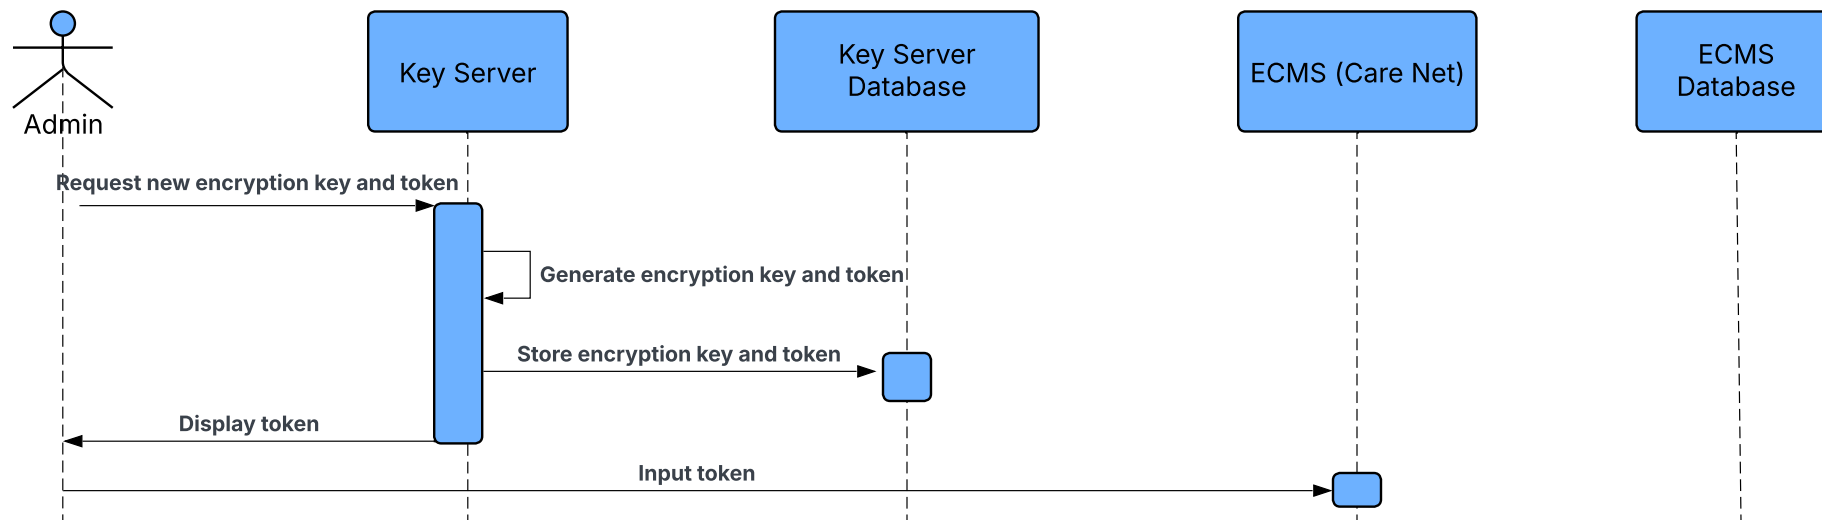 Admin
Key Server
Key Server
Database
ECMS (Care Net)
ECMS
Database
Request new encryption key and token
Generate encryption key and token
Store encryption key and token
Display token
Input token